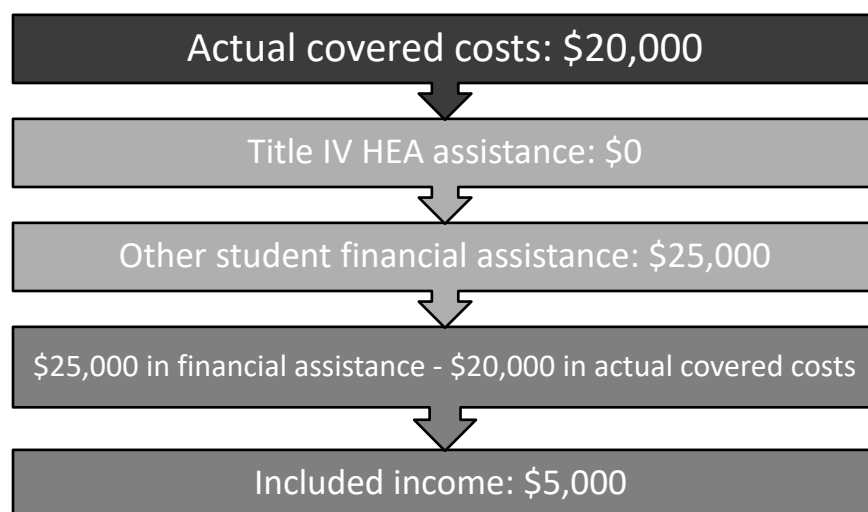 Actual covered costs: $20,000
Title IV HEA assistance: $0
Other student financial assistance: $25,000
$25,000 in financial assistance - $20,000 in actual covered costs
Included income: $5,000